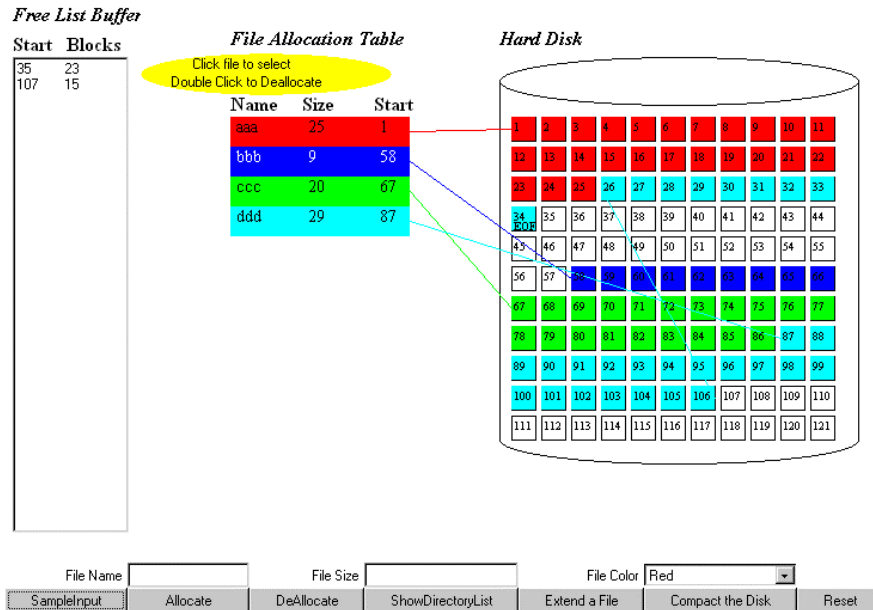 Free List Buffer
Start Blocks
35 23
107 15
File Allocation Table
Click file to select
Double Click to Deallocate
Name Size Start
aaa 25 1
bbb 9 58
ccc 20 67
ddd 29 87
Hard Disk
1 2 3 4 5 6 7 8 9 10 11
12 13 14 15 16 17 18 19 20 21 22
23 24 25 26 27 28 29 30 31 32 33
34 35 36 37 38 39 40 41 42 43 44
EOF
45 46 47 48 49 50 51 52 53 54 55
56 57 58 59 60 61 62 63 64 65 66
67 68 69 70 71 72 73 74 75 76 77
78 79 80 81 82 83 84 85 86 87 88
89 90 91 92 93 94 95 96 97 98 99
100 101 102 103 104 105 106 107 108 109 110
111 112 113 114 115 116 117 118 119 120 121
File Name File Size File Color Red
SampleInput Allocate DeAllocate ShowDirectoryList Extend a File Compact the Disk Reset